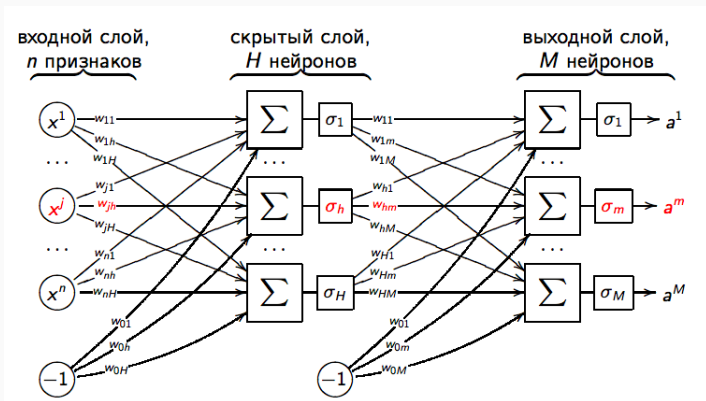 входной слой,
n признаков
скрытый слой,
H нейронов
выходной слой,
M нейронов
x¹ w₁₁ Σ σ₁ w₁₁ Σ σ₁ a¹
w₁ₕ w₁ₘ
w₁H w₁M
... ... ...
wⱼ₁ wₕ₁
xʲ wⱼₕ Σ σₕ wₕₘ Σ σₘ aᵐ
wⱼH wₕM
... ... ...
wₙ₁ wH₁
wₙₕ wHₘ
xⁿ wₙH Σ σH wHM Σ σM aᴹ
w₀₁ w₀₁
w₀ₕ w₀ₘ
w₀H w₀M
−1 −1